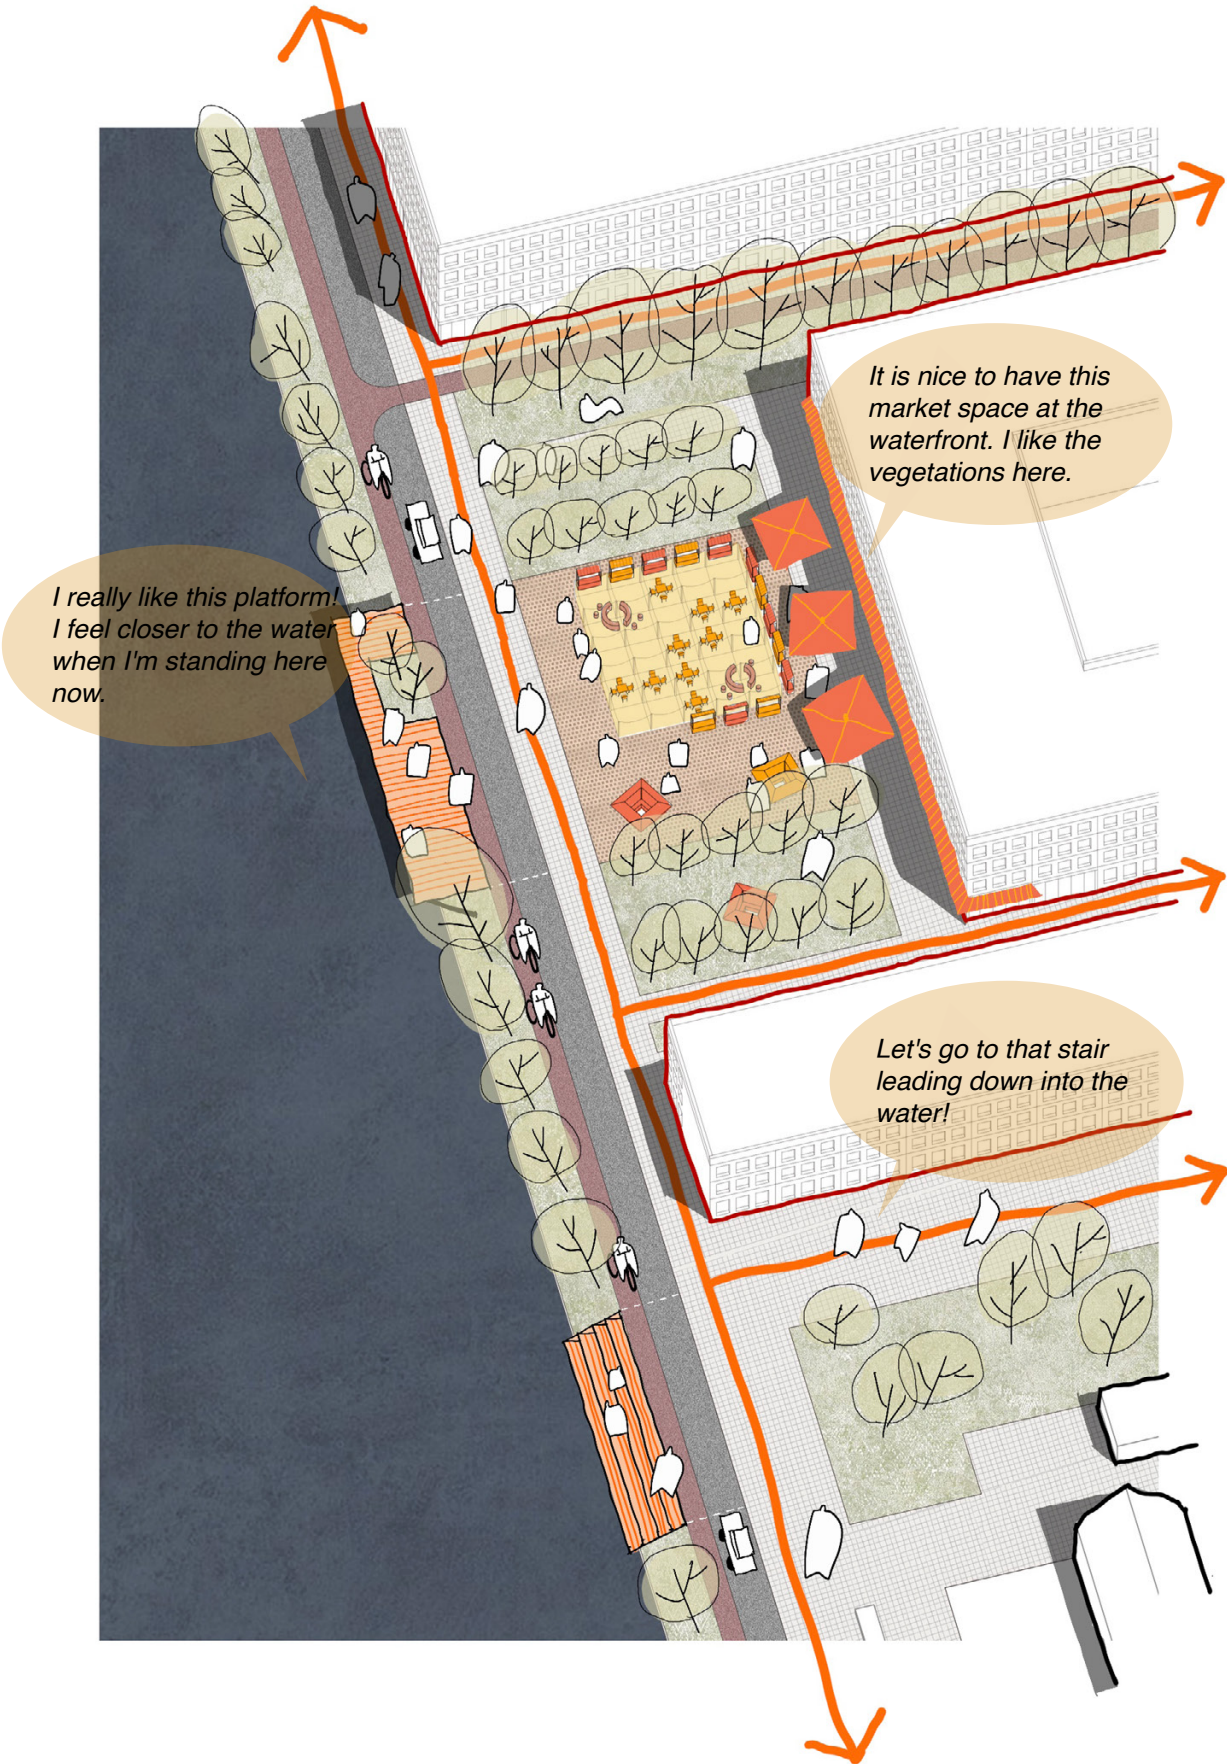 It is nice to have this
market space at the
waterfront. I like the
vegetations here.
I really like this platform!
I feel closer to the water
when I'm standing here
now.
Let's go to that stair
leading down into the
water!